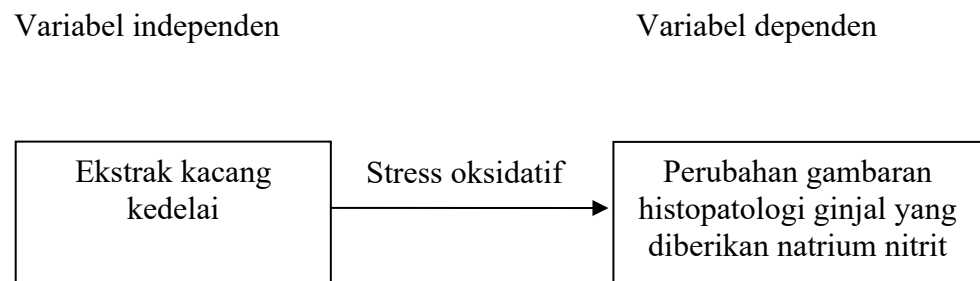 Variabel independen
Variabel dependen
Ekstrak kacang
kedelai
Stress oksidatif
Perubahan gambaran
histopatologi ginjal yang
diberikan natrium nitrit